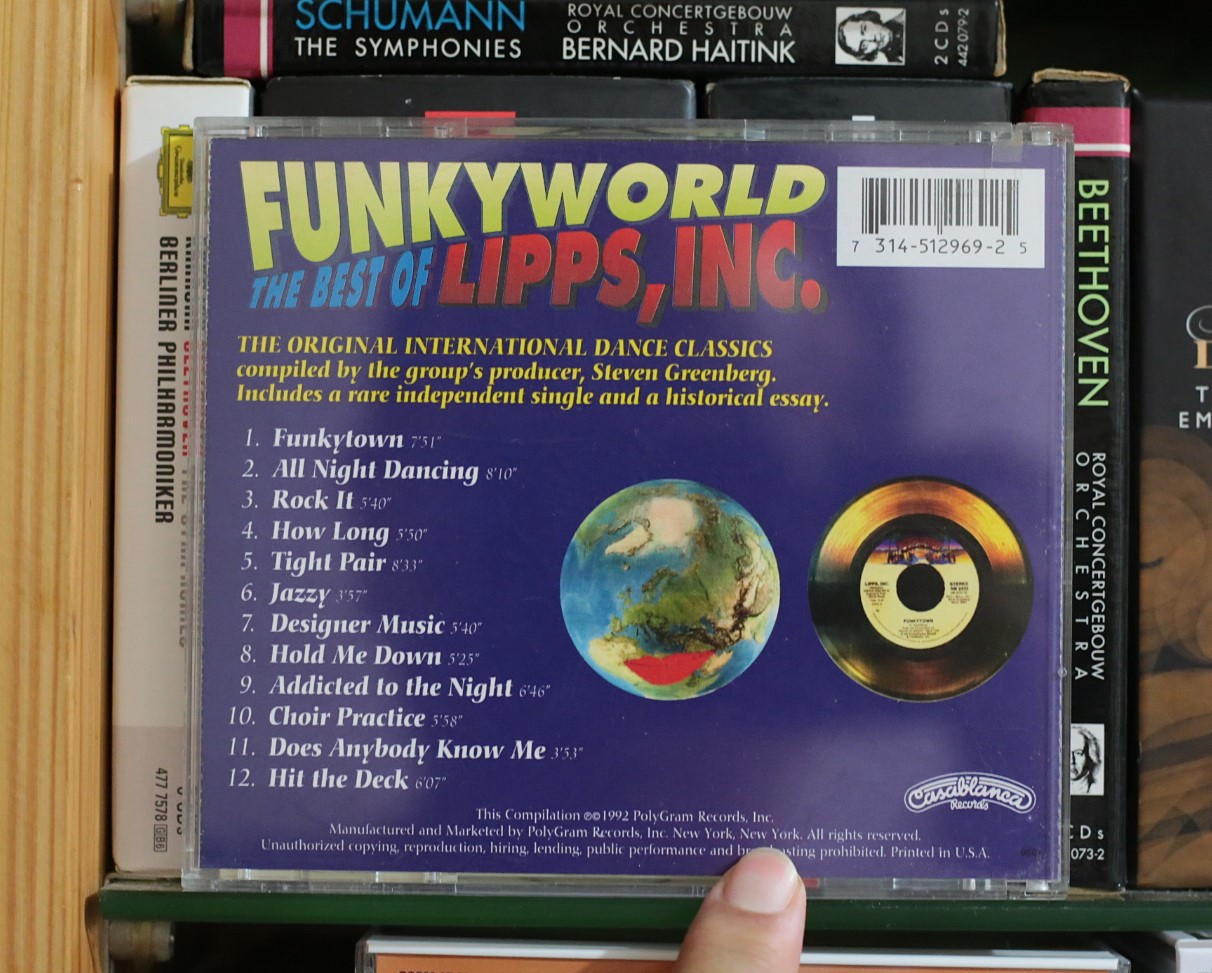 SCHUMANN
THE SYMPHONIES
ROYAL CONCERTGEBOUW
ORCHESTRA
BERNARD HAITINK
2 CDs
442 079-2
BERLINER PHILHARMONIKER
477 7578
FUNKYWORLD
THE BEST OF LIPPS, INC.
7 314-512969-2 5
THE ORIGINAL INTERNATIONAL DANCE CLASSICS
compiled by the group's producer, Steven Greenberg.
Includes a rare independent single and a historical essay.
1. Funkytown 7'51"
2. All Night Dancing 8'10"
3. Rock It 5'40"
4. How Long 5'50"
5. Tight Pair 8'33"
6. Jazzy 3'57"
7. Designer Music 5'40"
8. Hold Me Down 5'25"
9. Addicted to the Night 6'46"
10. Choir Practice 5'58"
11. Does Anybody Know Me 3'53"
12. Hit the Deck 6'07"
LIPPS, INC.
STEREO
FUNKYTOWN
Casablanca
Records
This Compilation ℗©1992 PolyGram Records, Inc.
Manufactured and Marketed by PolyGram Records, Inc. New York, New York. All rights reserved.
Unauthorized copying, reproduction, hiring, lending, public performance and broadcasting prohibited. Printed in U.S.A.
BEETHOVEN
ROYAL CONCERTGEBOUW
ORCHESTRA
CDs
073-2